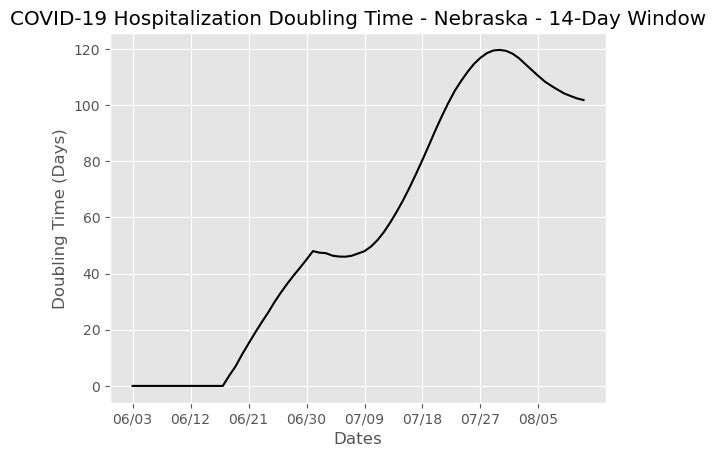 COVID-19 Hospitalization Doubling Time - Nebraska - 14-Day Window
120
100
80
60
40
20
0
Doubling Time (Days)
06/03 06/12 06/21 06/30 07/09 07/18 07/27 08/05
Dates